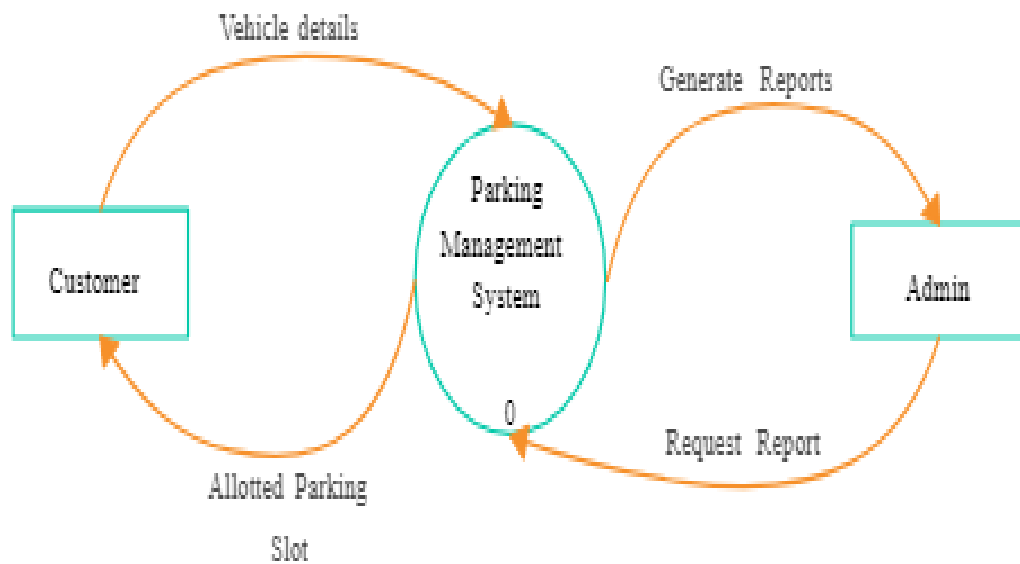 Vehicle details
Generate Reports
Parking
Management
System
Customer
Admin
0
Request Report
Allotted Parking
Slot